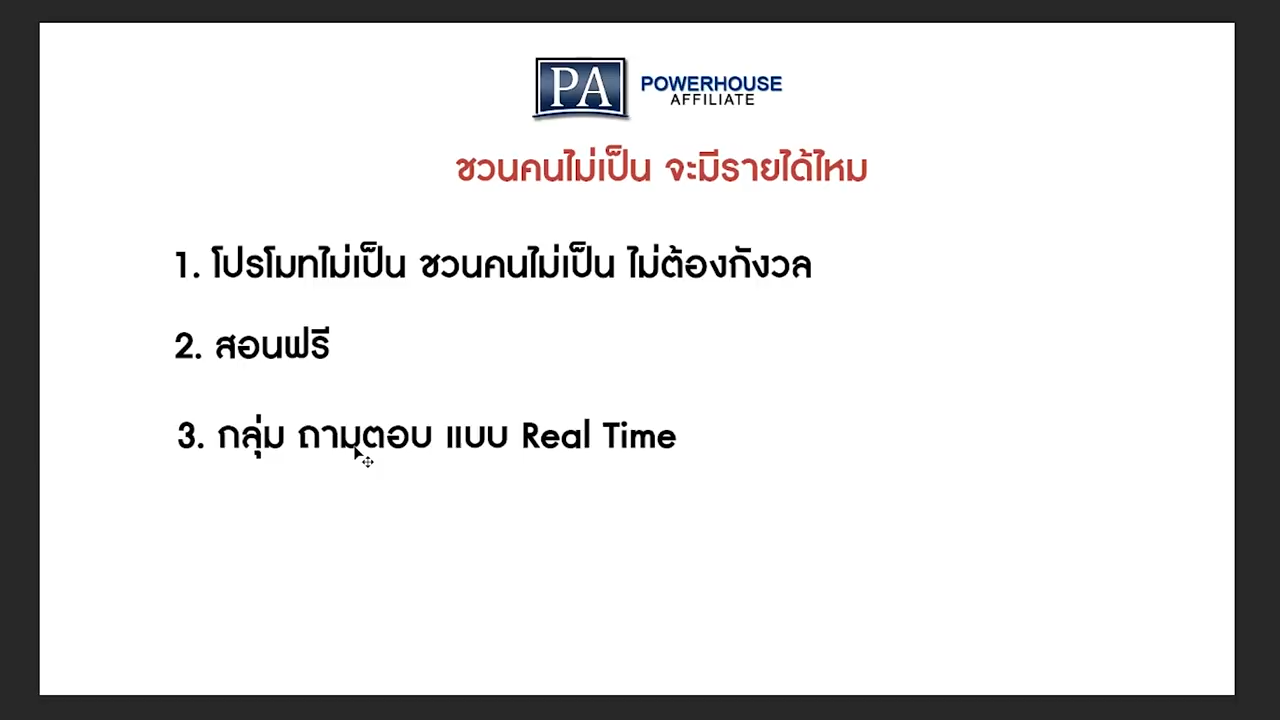 PA POWERHOUSE
AFFILIATE
ชวนคนไม่เป็น จะมีรายได้ไหม
1. โปรโมทไม่เป็น ชวนคนไม่เป็น ไม่ต้องกังวล
2. สอนฟรี
3. กลุ่ม ถามตอบ แบบ Real Time